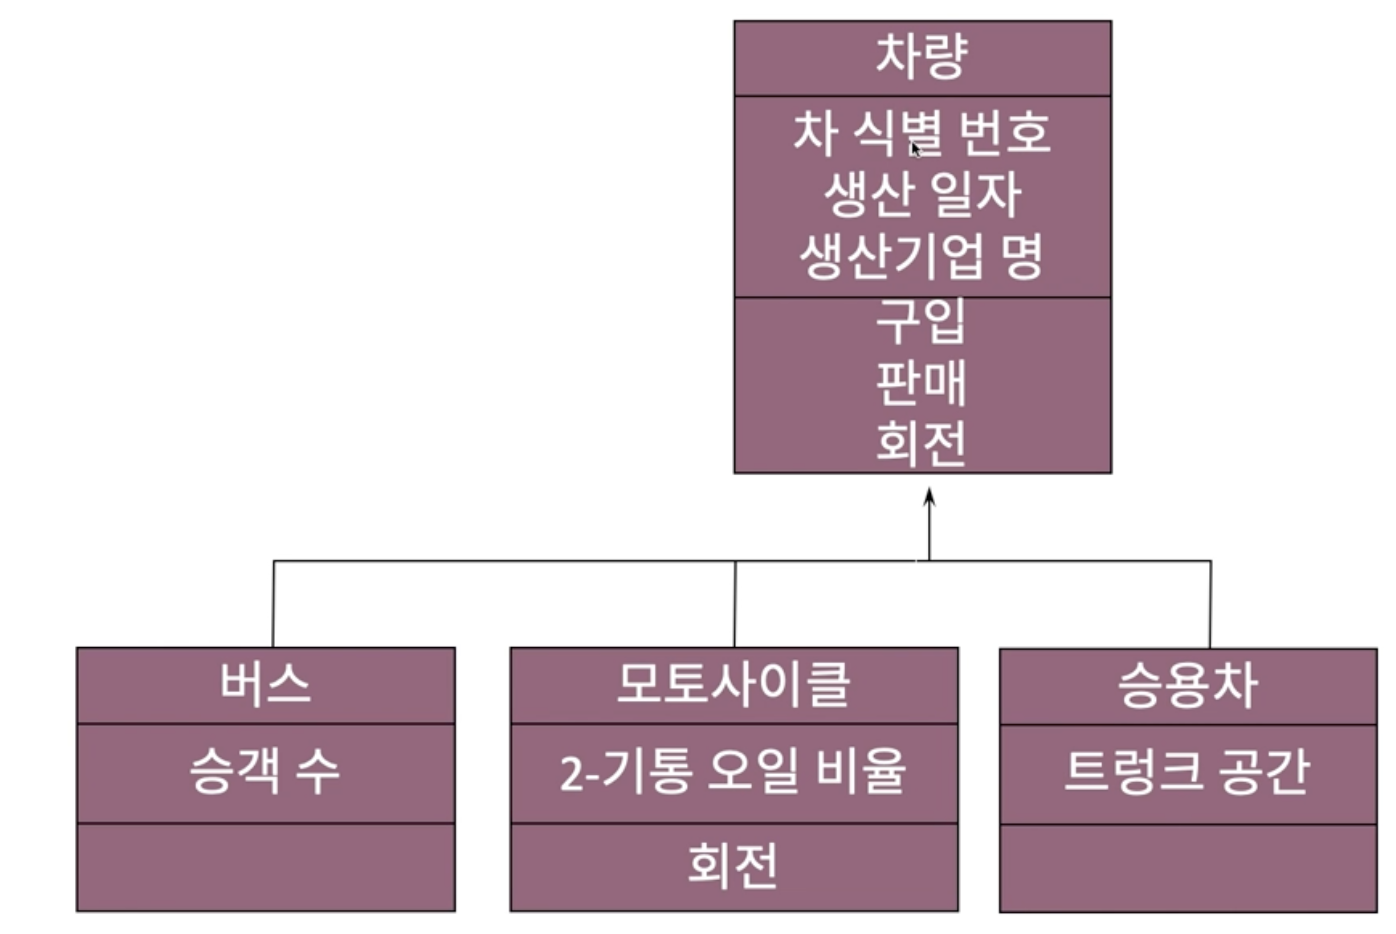 차량
차 식별 번호
생산 일자
생산기업 명
구입
판매
회전
버스
승객 수
모토사이클
2-기통 오일 비율
회전
승용차
트렁크 공간